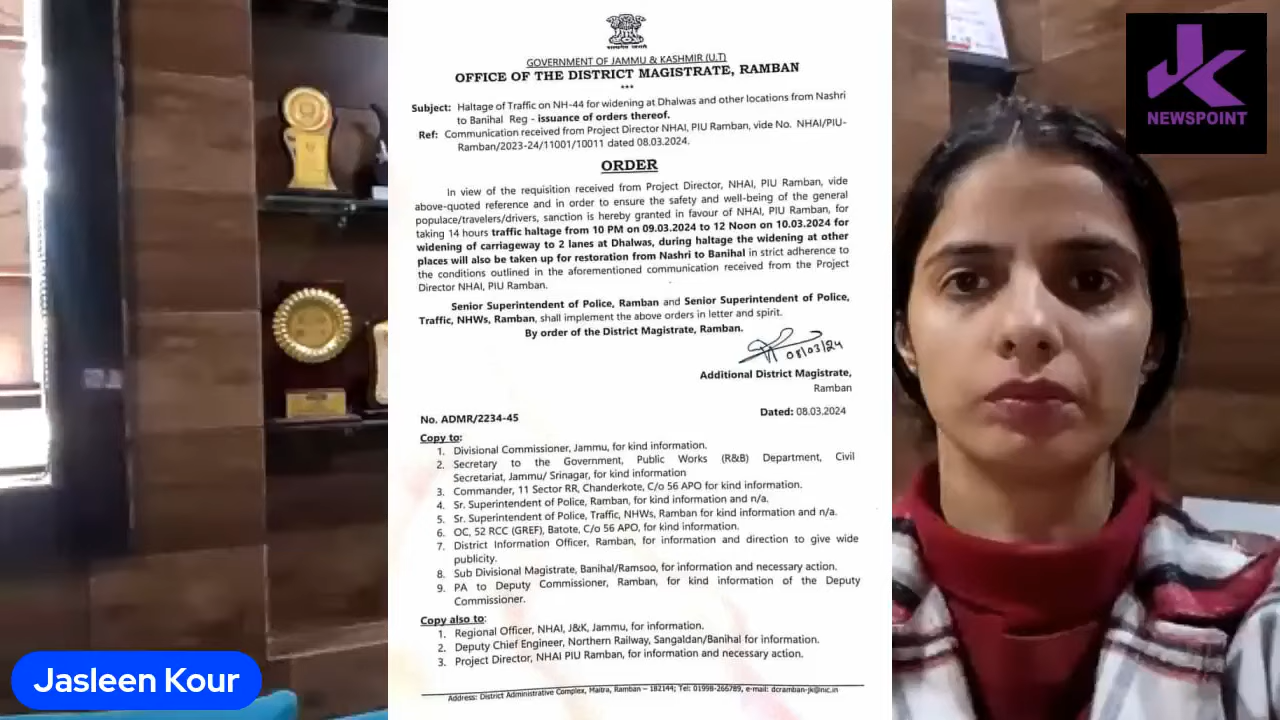 सत्यमेव जयते
GOVERNMENT OF JAMMU & KASHMIR (U.T)
OFFICE OF THE DISTRICT MAGISTRATE, RAMBAN
***
Subject: Haltage of Traffic on NH-44 for widening at Dhalwas and other locations from Nashri
to Banihal Reg - issuance of orders thereof.
Ref: Communication received from Project Director NHAI, PIU Ramban, vide No. NHAI/PIU-
Ramban/2023-24/11001/10011 dated 08.03.2024.
ORDER
In view of the requisition received from Project Director, NHAI, PIU Ramban, vide
above-quoted reference and in order to ensure the safety and well-being of the general
populace/travelers/drivers, sanction is hereby granted in favour of NHAI, PIU Ramban, for
taking 14 hours traffic haltage from 10 PM on 09.03.2024 to 12 Noon on 10.03.2024 for
widening of carriageway to 2 lanes at Dhalwas, during haltage the widening at other
places will also be taken up for restoration from Nashri to Banihal in strict adherence to
the conditions outlined in the aforementioned communication received from the Project
Director NHAI, PIU Ramban.
Senior Superintendent of Police, Ramban and Senior Superintendent of Police,
Traffic, NHWs, Ramban, shall implement the above orders in letter and spirit.
By order of the District Magistrate, Ramban.
08/03/24
Additional District Magistrate,
Ramban
No. ADMR/2234-45
Dated: 08.03.2024
Copy to:
1. Divisional Commissioner, Jammu, for kind information.
2. Secretary to the Government, Public Works (R&B) Department, Civil
Secretariat, Jammu/ Srinagar, for kind information
3. Commander, 11 Sector RR, Chanderkote, C/o 56 APO for kind information.
4. Sr. Superintendent of Police, Ramban, for kind information and n/a.
5. Sr. Superintendent of Police, Traffic, NHWs, Ramban for kind information and n/a.
6. OC, 52 RCC (GREF), Batote, C/o 56 APO, for kind information.
7. District Information Officer, Ramban, for information and direction to give wide
publicity.
8. Sub Divisional Magistrate, Banihal/Ramsoo, for information and necessary action.
9. PA to Deputy Commissioner, Ramban, for kind information of the Deputy
Commissioner.
Copy also to:
1. Regional Officer, NHAI, J&K, Jammu, for information.
2. Deputy Chief Engineer, Northern Railway, Sangaldan/Banihal for information.
3. Project Director, NHAI PIU Ramban, for information and necessary action.
Address: District Administrative Complex, Maitra, Ramban – 182144; Tel: 01998-266789, e-mail: dcramban-jk@nic.in
JK
NEWSPOINT
Jasleen Kour